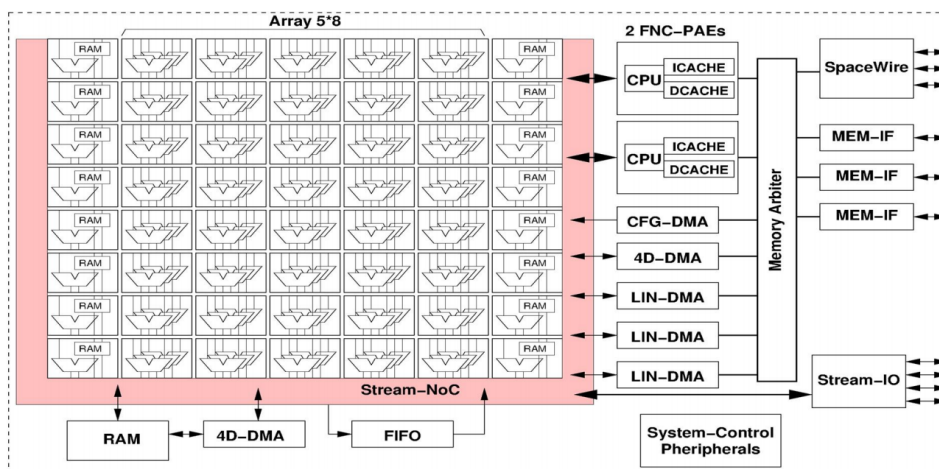 Array 5*8
2 FNC-PAEs
RAM RAM
CPU ICACHE DCACHE
SpaceWire
RAM RAM
MEM-IF
RAM RAM
CPU ICACHE DCACHE
MEM-IF
RAM RAM
MEM-IF
RAM RAM
CFG-DMA
Memory Arbiter
RAM RAM
4D-DMA
RAM RAM
LIN-DMA
LIN-DMA
RAM RAM
LIN-DMA
Stream-IO
Stream-NoC
RAM
4D-DMA
FIFO
System-Control
Pheripherals